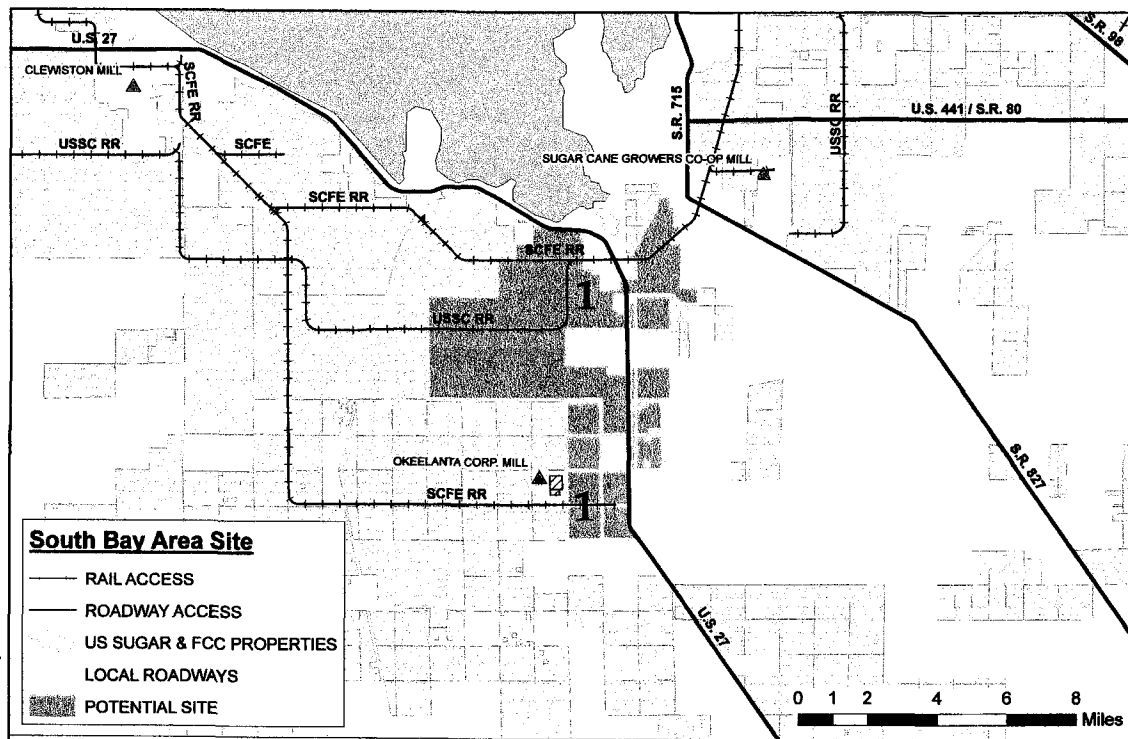 U.S. 27
S.R. 98
CLEWISTON MILL
SCFE RR
S.R. 715
USSC RR
U.S. 441 / S.R. 80
USSC RR
SCFE
SUGAR CANE GROWERS CO-OP MILL
SCFE RR
SCFE RR
1
USSC RR
S.R. 827
OKEELANTA CORP. MILL
SCFE RR
1
South Bay Area Site
RAIL ACCESS
ROADWAY ACCESS
US SUGAR & FCC PROPERTIES
LOCAL ROADWAYS
POTENTIAL SITE
U.S. 27
0 1 2 4 6 8
Miles